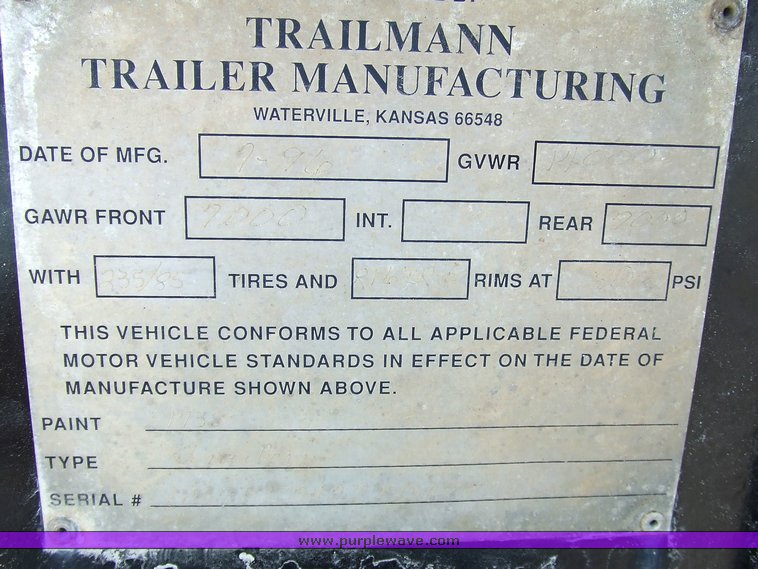 TRAILMANN
TRAILER MANUFACTURING
WATERVILLE, KANSAS 66548
DATE OF MFG. 9-96 GVWR
GAWR FRONT 7000 INT. REAR 7000
WITH 235/85 TIRES AND RIMS AT PSI
THIS VEHICLE CONFORMS TO ALL APPLICABLE FEDERAL
MOTOR VEHICLE STANDARDS IN EFFECT ON THE DATE OF
MANUFACTURE SHOWN ABOVE.
PAINT
TYPE
SERIAL #
www.purplewave.com